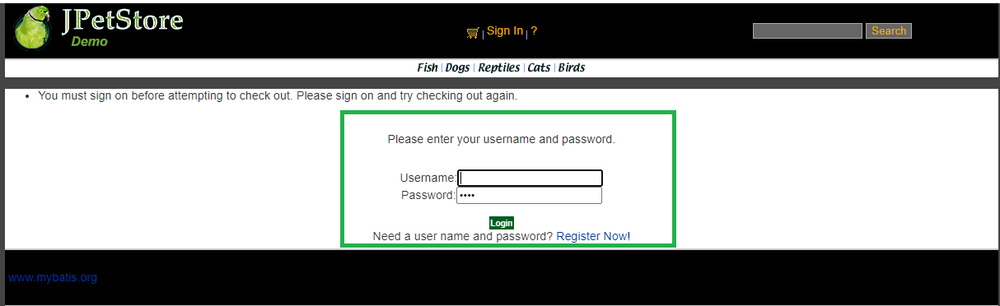 JPetStore
Demo
| Sign In | ?
Search
Fish | Dogs | Reptiles | Cats | Birds
• You must sign on before attempting to check out. Please sign on and try checking out again.
Please enter your username and password.
Username:
Password: ••••
Login
Need a user name and password? Register Now!
www.mybatis.org